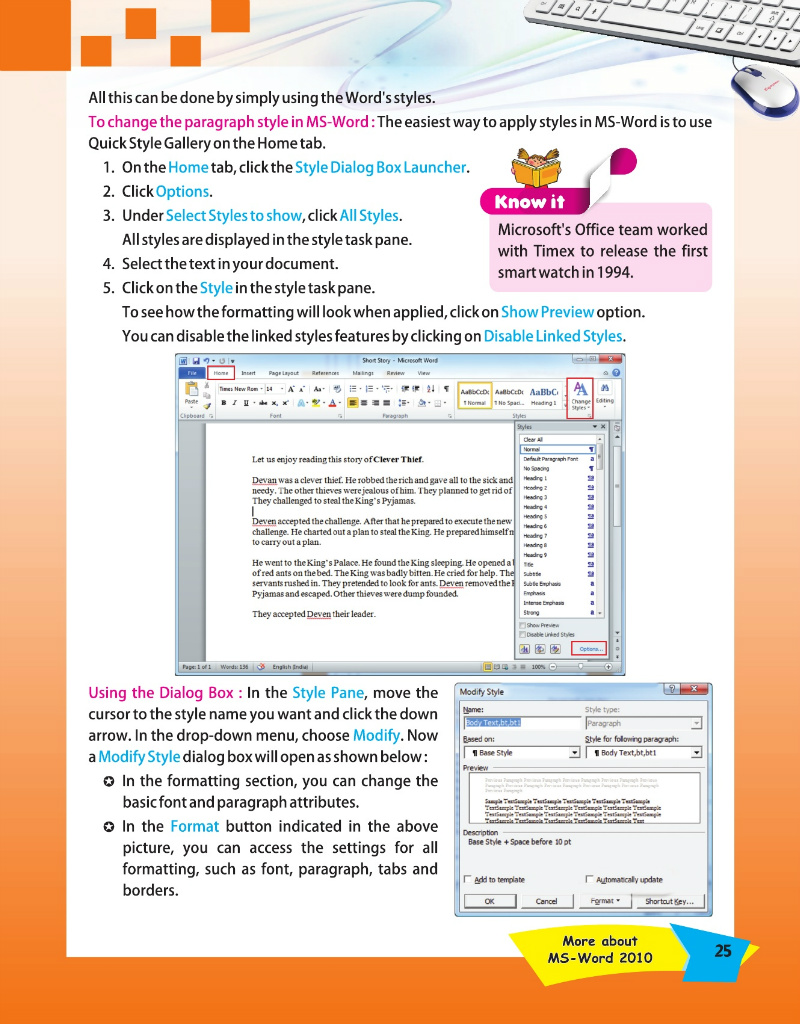 All this can be done by simply using the Word's styles.
To change the paragraph style in MS-Word : The easiest way to apply styles in MS-Word is to use
Quick Style Gallery on the Home tab.
1. On the Home tab, click the Style Dialog Box Launcher.
2. Click Options.
3. Under Select Styles to show, click All Styles.
All styles are displayed in the style task pane.
4. Select the text in your document.
5. Click on the Style in the style task pane.
Know it
Microsoft's Office team worked
with Timex to release the first
smart watch in 1994.
To see how the formatting will look when applied, click on Show Preview option.
You can disable the linked styles features by clicking on Disable Linked Styles.
Short Story - Microsoft Word
File Home Insert Page Layout References Mailings Review View
Times New Rom 14
Paste
AaBbCcDc AaBbCcDc AaBbC
¶ Normal ¶ No Spaci... Heading 1
Change
Styles
Editing
Clipboard Font Paragraph Styles
Styles
Clear All
Normal
Default Paragraph Font
No Spacing
Heading 1
Heading 2
Heading 3
Heading 4
Heading 5
Heading 6
Heading 7
Heading 8
Heading 9
Title
Subtitle
Subtle Emphasis
Emphasis
Intense Emphasis
Strong
Show Preview
Disable Linked Styles
Options...
Let us enjoy reading this story of Clever Thief.
Devan was a clever thief. He robbed the rich and gave all to the sick and
needy. The other thieves were jealous of him. They planned to get rid of
They challenged to steal the King's Pyjamas.
Deven accepted the challenge. After that he prepared to execute the new
challenge. He charted out a plan to steal the King. He prepared himself
to carry out a plan.
He went to the King's Palace. He found the King sleeping. He opened a
of red ants on the bed. The King was badly bitten. He cried for help. The
servants rushed in. They pretended to look for ants. Deven removed the
Pyjamas and escaped. Other thieves were dump founded.
They accepted Deven their leader.
Page: 1 of 1 Words: 136 English (India) 100%
Using the Dialog Box : In the Style Pane, move the
cursor to the style name you want and click the down
arrow. In the drop-down menu, choose Modify. Now
a Modify Style dialog box will open as shown below :
✪ In the formatting section, you can change the
basic font and paragraph attributes.
✪ In the Format button indicated in the above
picture, you can access the settings for all
formatting, such as font, paragraph, tabs and
borders.
Modify Style
Name: Style type:
Body Text,bt,bt1 Paragraph
Based on: Style for following paragraph:
¶ Base Style ¶ Body Text,bt,bt1
Preview
Sample TextSample TextSample TextSample TextSample TextSample
Description
Base Style + Space before 10 pt
Add to template Automatically update
OK Cancel Format Shortcut Key...
More about
MS-Word 2010
25